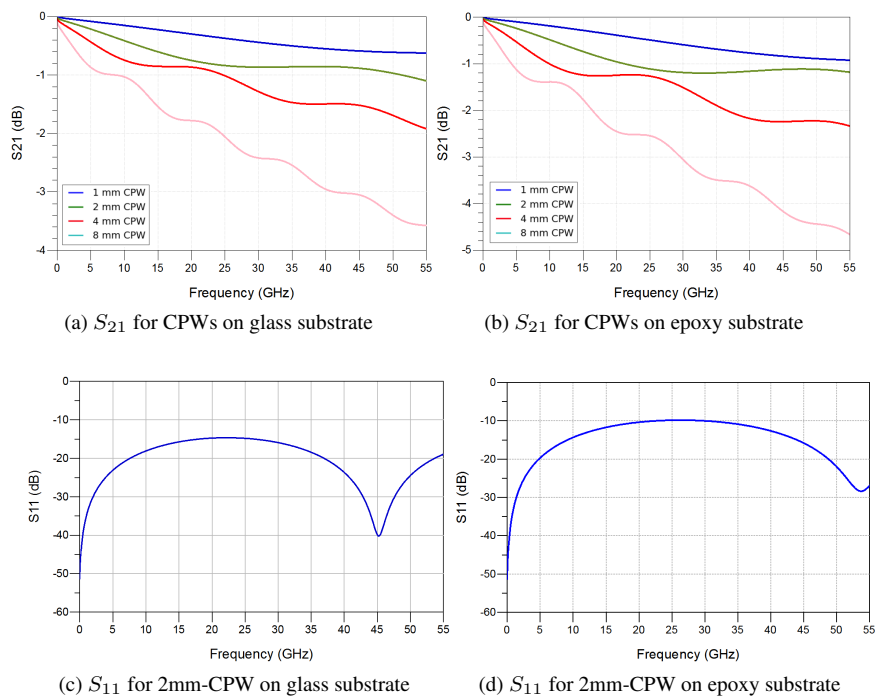 0
-1
-2
-3
-4
S21 (dB)
1 mm CPW
2 mm CPW
4 mm CPW
8 mm CPW
0 5 10 15 20 25 30 35 40 45 50 55
Frequency (GHz)
(a) S21 for CPWs on glass substrate
0
-1
-2
-3
-4
-5
S21 (dB)
1 mm CPW
2 mm CPW
4 mm CPW
8 mm CPW
0 5 10 15 20 25 30 35 40 45 50 55
Frequency (GHz)
(b) S21 for CPWs on epoxy substrate
0
-10
-20
-30
-40
-50
-60
S11 (dB)
0 5 10 15 20 25 30 35 40 45 50 55
Frequency (GHz)
(c) S11 for 2mm-CPW on glass substrate
0
-10
-20
-30
-40
-50
-60
S11 (dB)
0 5 10 15 20 25 30 35 40 45 50 55
Frequency (GHz)
(d) S11 for 2mm-CPW on epoxy substrate